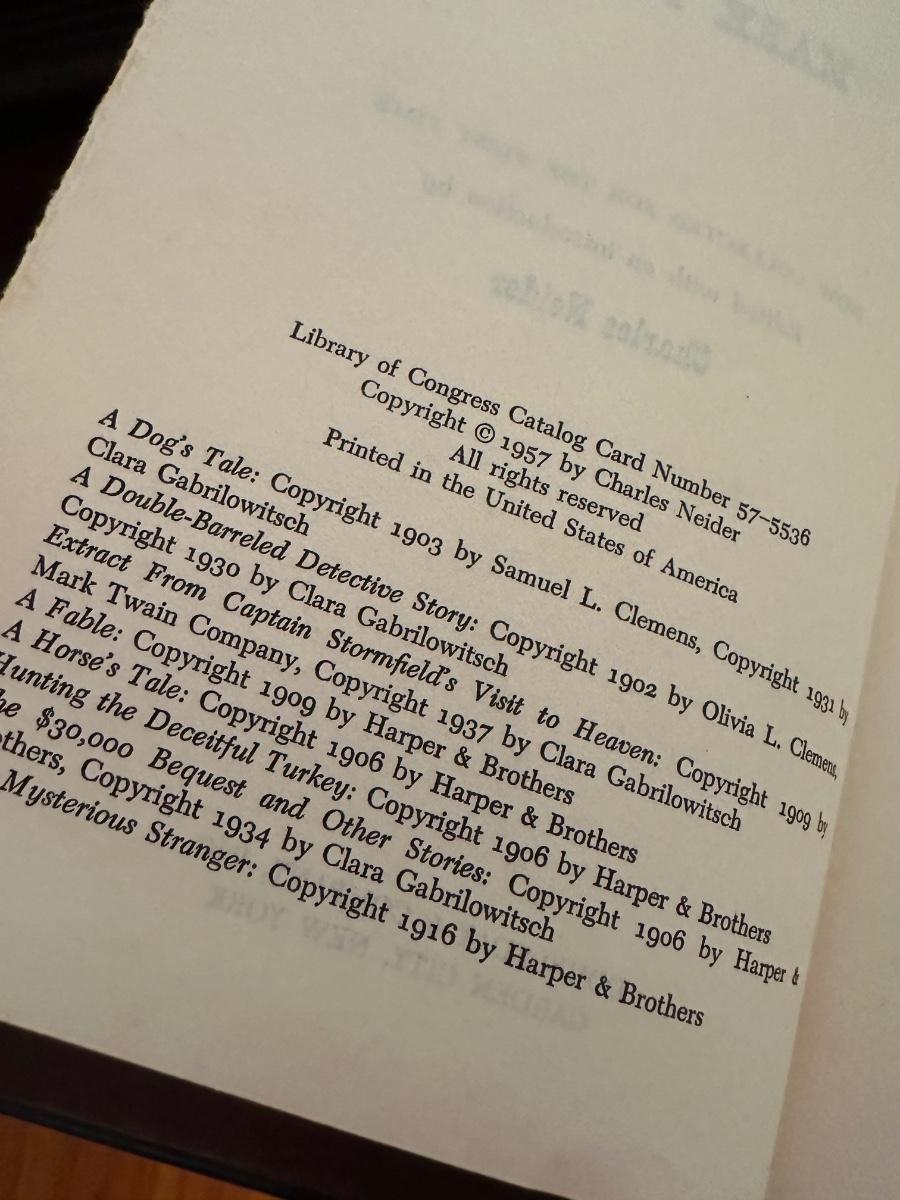 Library of Congress Catalog Card Number 57–5536
Copyright © 1957 by Charles Neider
All rights reserved
Printed in the United States of America
A Dog's Tale: Copyright 1903 by Samuel L. Clemens, Copyright 1931 by
Clara Gabrilowitsch
A Double-Barreled Detective Story: Copyright 1902 by Olivia L. Clemens,
Copyright 1930 by Clara Gabrilowitsch
Extract From Captain Stormfield's Visit to Heaven: Copyright 1909 by
Mark Twain Company, Copyright 1937 by Clara Gabrilowitsch
A Fable: Copyright 1909 by Harper & Brothers
A Horse's Tale: Copyright 1906 by Harper & Brothers
Hunting the Deceitful Turkey: Copyright 1906 by Harper & Brothers
he $30,000 Bequest and Other Stories: Copyright 1906 by Harper &
others, Copyright 1934 by Clara Gabrilowitsch
Mysterious Stranger: Copyright 1916 by Harper & Brothers